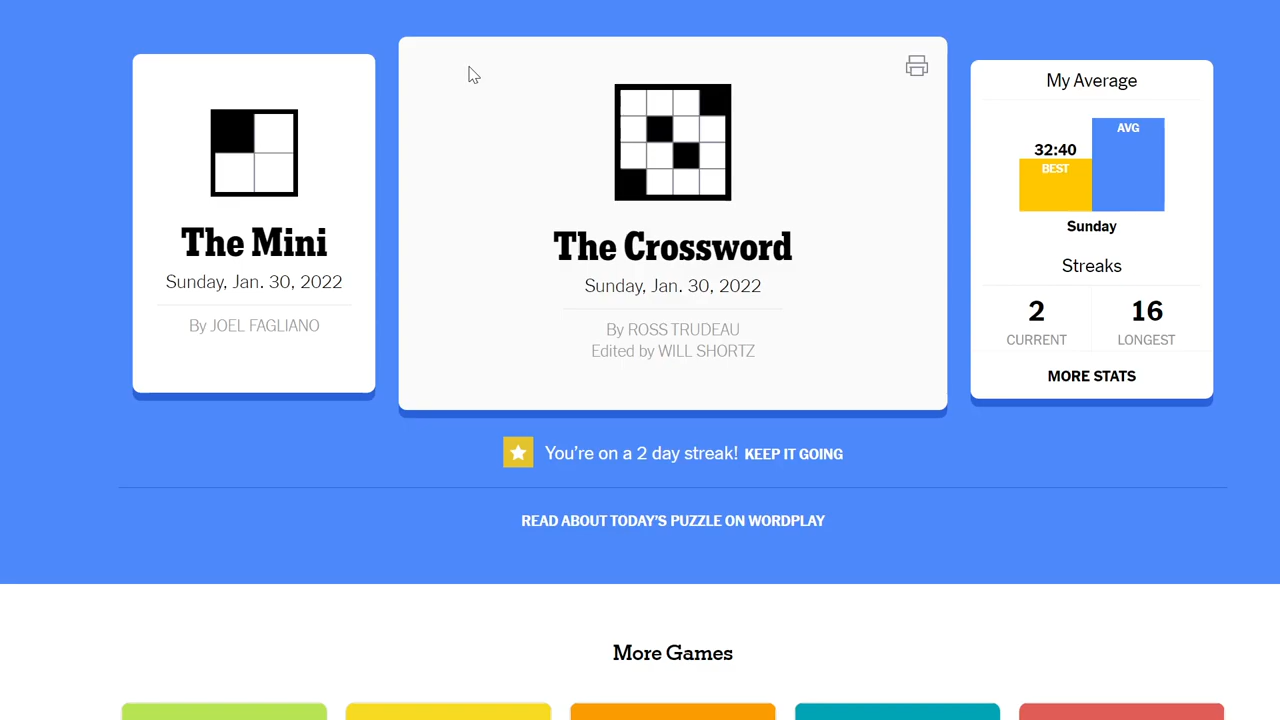 The Mini
Sunday, Jan. 30, 2022
By JOEL FAGLIANO
The Crossword
Sunday, Jan. 30, 2022
By ROSS TRUDEAU
Edited by WILL SHORTZ
My Average
AVG
32:40
BEST
Sunday
Streaks
2
16
CURRENT
LONGEST
MORE STATS
You're on a 2 day streak! KEEP IT GOING
READ ABOUT TODAY'S PUZZLE ON WORDPLAY
More Games